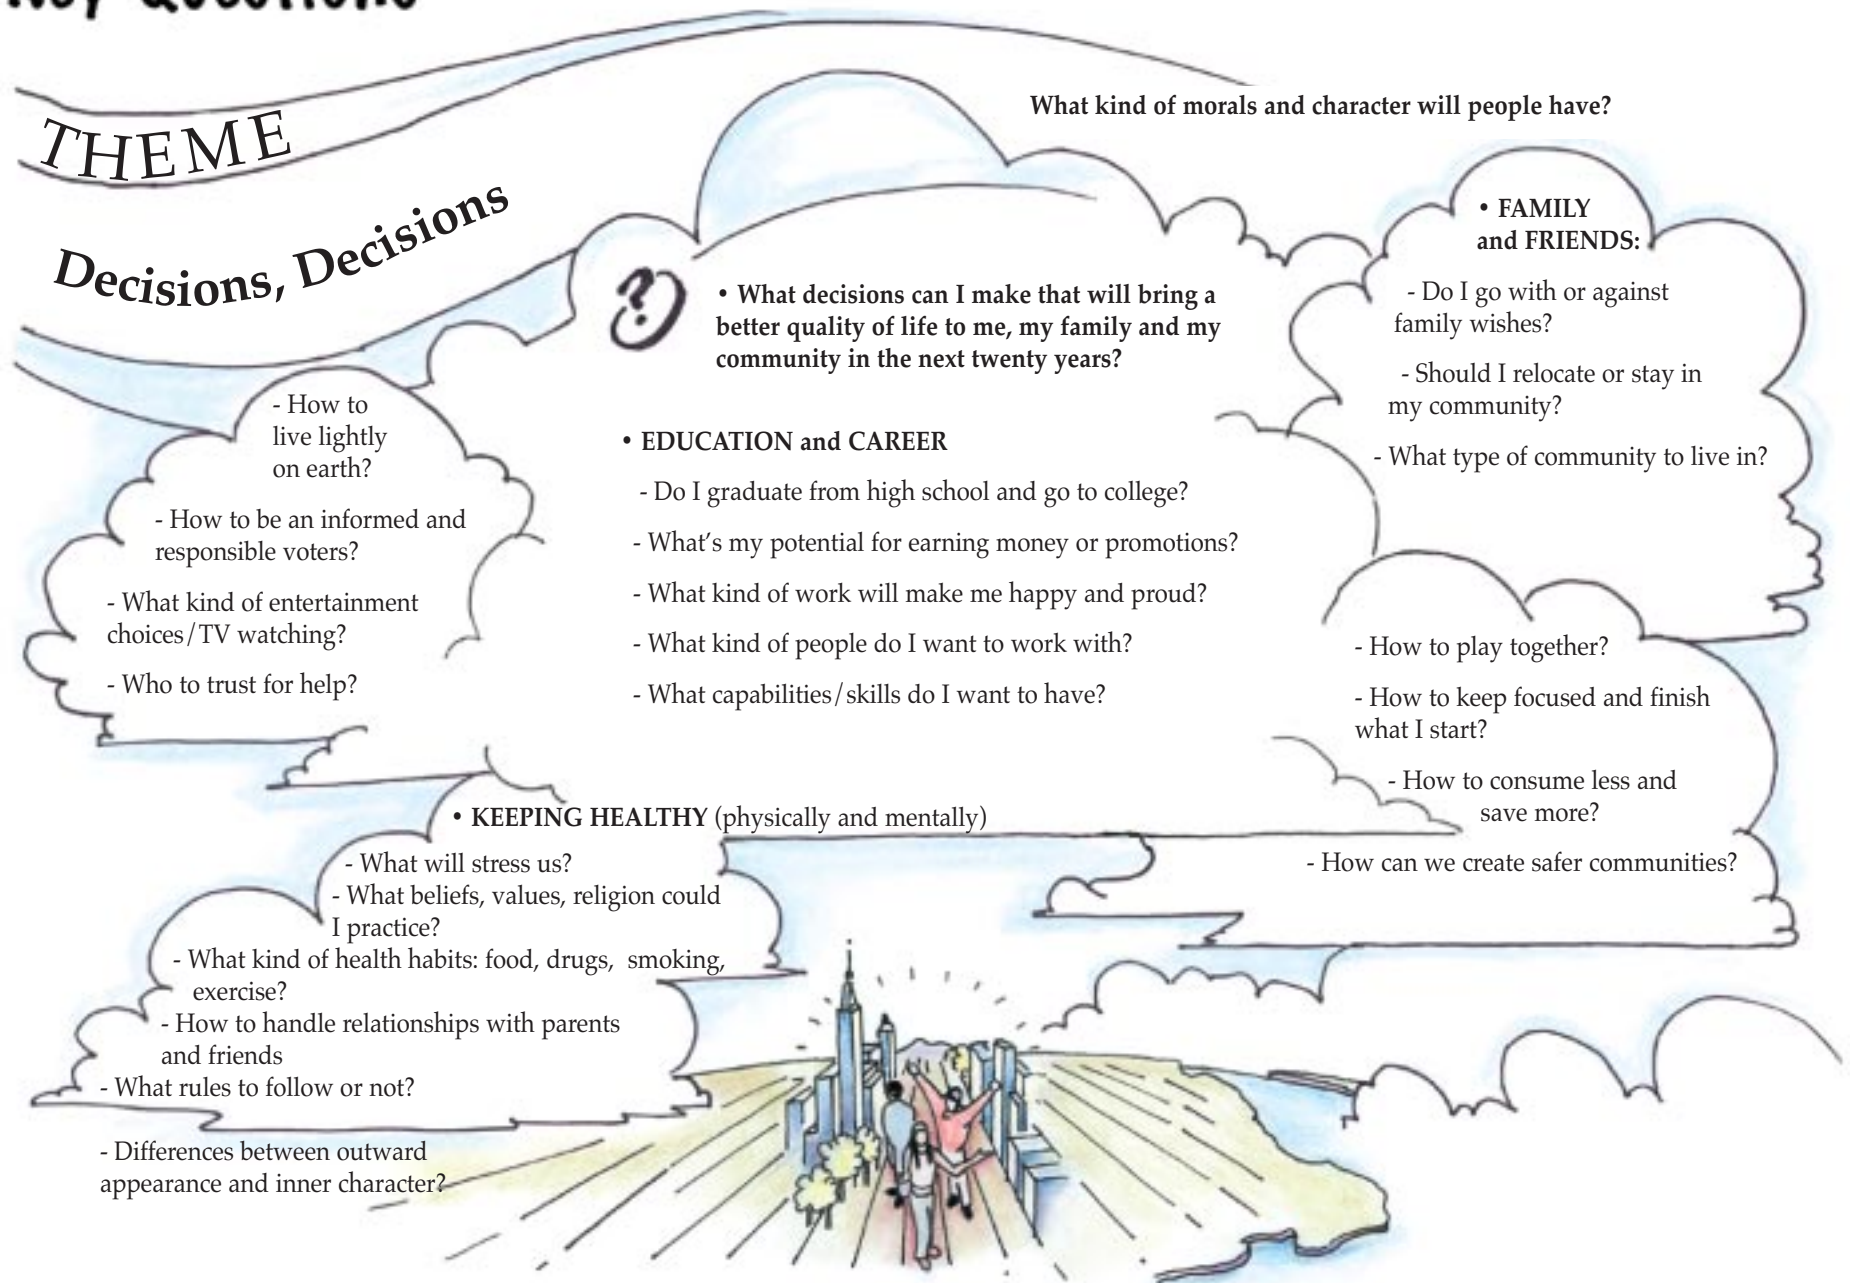 Key Questions
THEME
Decisions, Decisions
What kind of morals and character will people have?
?
• What decisions can I make that will bring a
better quality of life to me, my family and my
community in the next twenty years?
• FAMILY
and FRIENDS:
- Do I go with or against
family wishes?
- Should I relocate or stay in
my community?
- What type of community to live in?
- How to
live lightly
on earth?
- How to be an informed and
responsible voters?
- What kind of entertainment
choices/TV watching?
- Who to trust for help?
• EDUCATION and CAREER
- Do I graduate from high school and go to college?
- What's my potential for earning money or promotions?
- What kind of work will make me happy and proud?
- What kind of people do I want to work with?
- What capabilities/skills do I want to have?
- How to play together?
- How to keep focused and finish
what I start?
- How to consume less and
save more?
- How can we create safer communities?
• KEEPING HEALTHY (physically and mentally)
- What will stress us?
- What beliefs, values, religion could
I practice?
- What kind of health habits: food, drugs, smoking,
exercise?
- How to handle relationships with parents
and friends
- What rules to follow or not?
- Differences between outward
appearance and inner character?